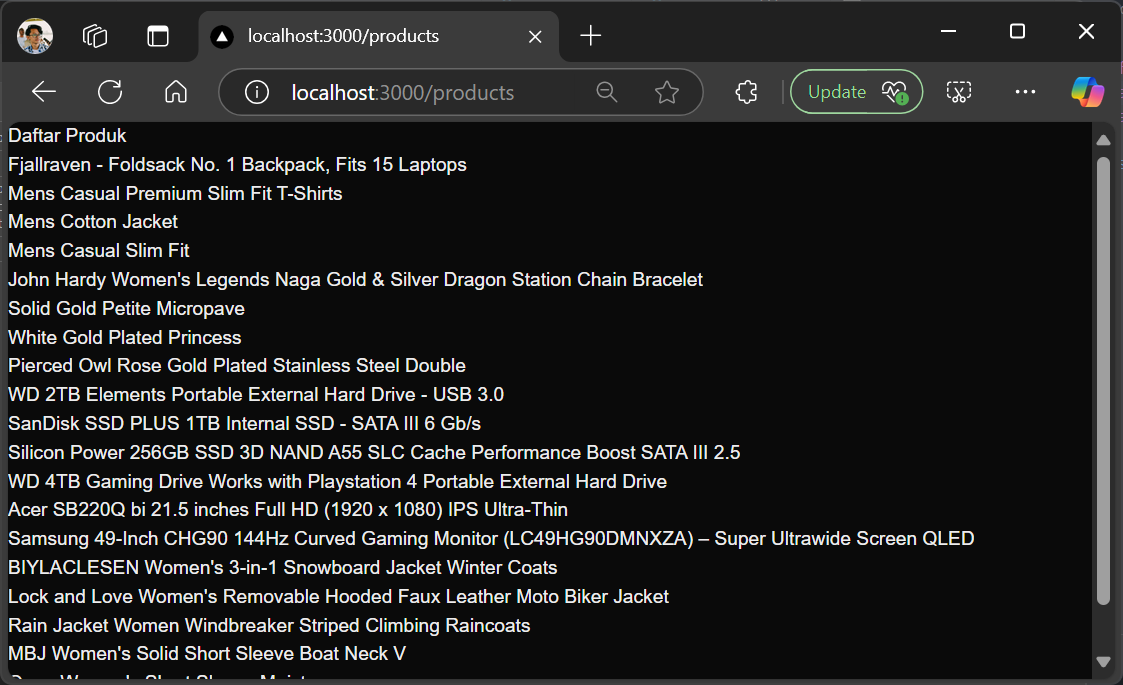 localhost:3000/products
localhost:3000/products
Update
Daftar Produk
Fjallraven - Foldsack No. 1 Backpack, Fits 15 Laptops
Mens Casual Premium Slim Fit T-Shirts
Mens Cotton Jacket
Mens Casual Slim Fit
John Hardy Women's Legends Naga Gold & Silver Dragon Station Chain Bracelet
Solid Gold Petite Micropave
White Gold Plated Princess
Pierced Owl Rose Gold Plated Stainless Steel Double
WD 2TB Elements Portable External Hard Drive - USB 3.0
SanDisk SSD PLUS 1TB Internal SSD - SATA III 6 Gb/s
Silicon Power 256GB SSD 3D NAND A55 SLC Cache Performance Boost SATA III 2.5
WD 4TB Gaming Drive Works with Playstation 4 Portable External Hard Drive
Acer SB220Q bi 21.5 inches Full HD (1920 x 1080) IPS Ultra-Thin
Samsung 49-Inch CHG90 144Hz Curved Gaming Monitor (LC49HG90DMNXZA) – Super Ultrawide Screen QLED
BIYLACLESEN Women's 3-in-1 Snowboard Jacket Winter Coats
Lock and Love Women's Removable Hooded Faux Leather Moto Biker Jacket
Rain Jacket Women Windbreaker Striped Climbing Raincoats
MBJ Women's Solid Short Sleeve Boat Neck V